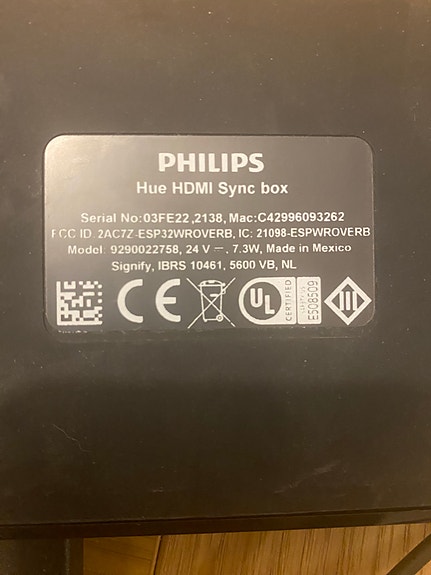 PHILIPS
Hue HDMI Sync box
Serial No:03FE22 ,2138, Mac:C42996093262
FCC ID. 2AC7Z-ESP32WROVERB, IC: 21098-ESPWROVERB
Model: 9290022758, 24 V ⎓, 7.3W, Made in Mexico
Signify, IBRS 10461, 5600 VB, NL
CE UL CERTIFIED E508509